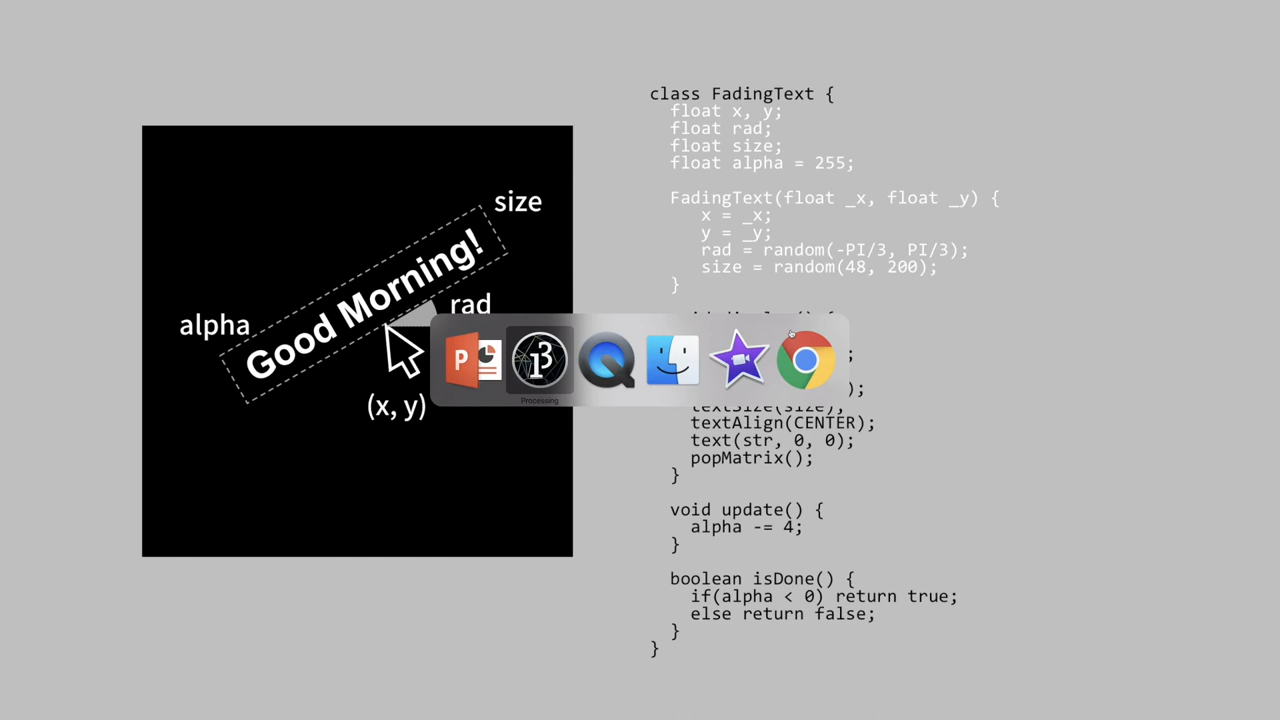 size
Good Morning!
rad
alpha
(x, y)
class FadingText {
float x, y;
float rad;
float size;
float alpha = 255;
FadingText(float _x, float _y) {
x = _x;
y = _y;
rad = random(-PI/3, PI/3);
size = random(48, 200);
}
;
);
textSize(size);
textAlign(CENTER);
text(str, 0, 0);
popMatrix();
}
void update() {
alpha -= 4;
}
boolean isDone() {
if(alpha < 0) return true;
else return false;
}
}
P
Processing